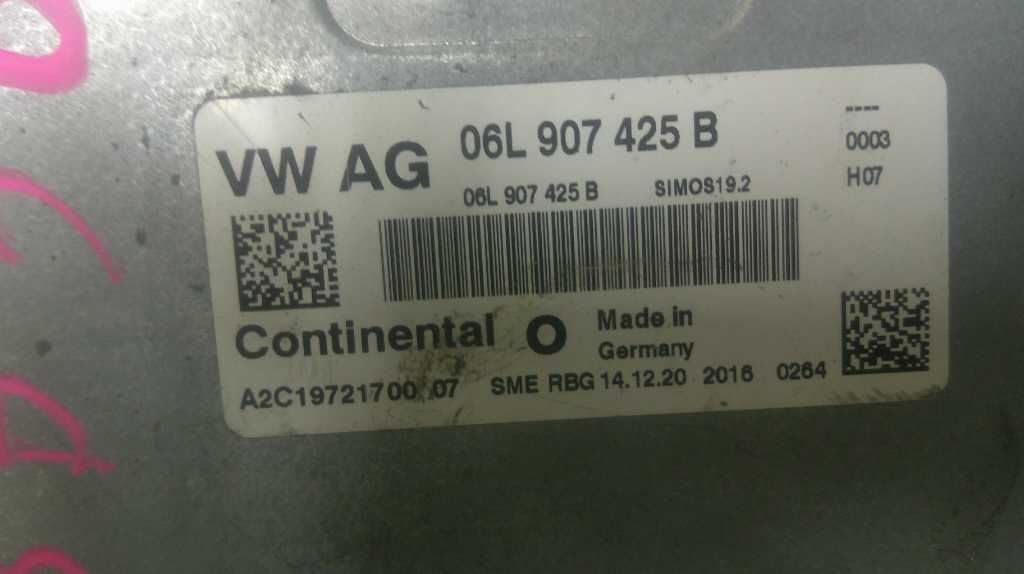 VW AG 06L 907 425 B
06L 907 425 B SIMOS19.2
----
0003
H07
Continental O Made in
Germany
A2C19721700 07 SME RBG 14.12.20 2016 0264